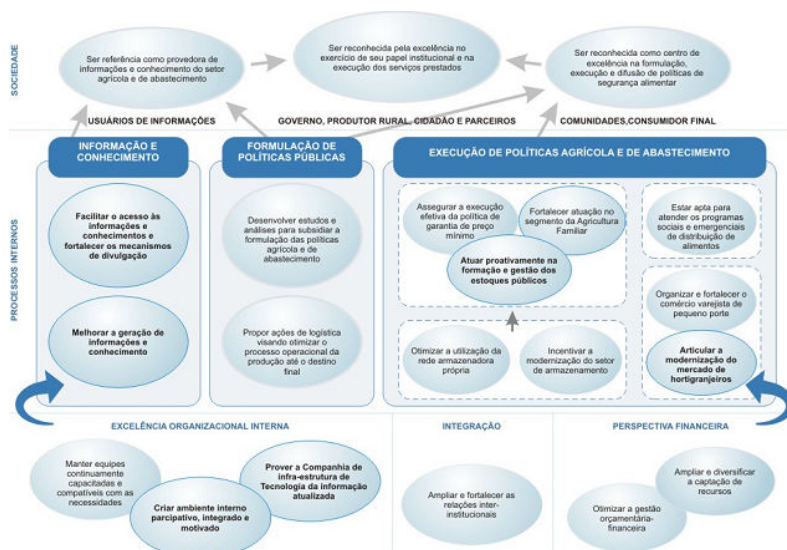 SOCIEDADE
Ser referência como provedora de
informações e conhecimento do setor
agrícola e de abastecimento
Ser reconhecida pela excelência no
exercício de seu papel institucional e na
execução dos serviços prestados
Ser reconhecida como centro de
excelência na formulação,
execução e difusão de políticas de
segurança alimentar
USUÁRIOS DE INFORMAÇÕES
GOVERNO, PRODUTOR RURAL, CIDADÃO E PARCEIROS
COMUNIDADES,CONSUMIDOR FINAL
PROCESSOS INTERNOS
INFORMAÇÃO E
CONHECIMENTO
Facilitar o acesso às
informações e
conhecimentos e
fortalecer os mecanismos
de divulgação
Melhorar a geração de
informações e
conhecimento
FORMULAÇÃO DE
POLÍTICAS PÚBLICAS
Desenvolver estudos e
análises para subsidiar a
formulação das políticas
agrícola e de
abastecimento
Propor ações de logística
visando otimizar o
processo operacional da
produção até o destino
final
EXECUÇÃO DE POLÍTICAS AGRÍCOLA E DE ABASTECIMENTO
Assegurar a execução
efetiva da política de
garantia de preço
mínimo
Fortalecer atuação no
segmento da Agricultura
Familiar
Atuar proativamente na
formação e gestão dos
estoques públicos
Otimizar a utilização da
rede armazenadora
própria
Incentivar a
modernização do setor
de armazenamento
Estar apta para
atender os programas
sociais e emergenciais
de distribuição de
alimentos
Organizar e fortalecer o
comércio varejista de
pequeno porte
Articular a
modernização do
mercado de
hortigranjeiros
EXCELÊNCIA ORGANIZACIONAL INTERNA
Manter equipes
continuamente
capacitadas e
compatíveis com as
necessidades
Criar ambiente interno
parcipativo, integrado e
motivado
Prover a Companhia de
infra-estrutura de
Tecnologia da informação
atualizada
INTEGRAÇÃO
Ampliar e fortalecer as
relações inter-
institucionais
PERSPECTIVA FINANCEIRA
Otimizar a gestão
orçamentária-
financeira
Ampliar e diversificar
a captação de
recursos